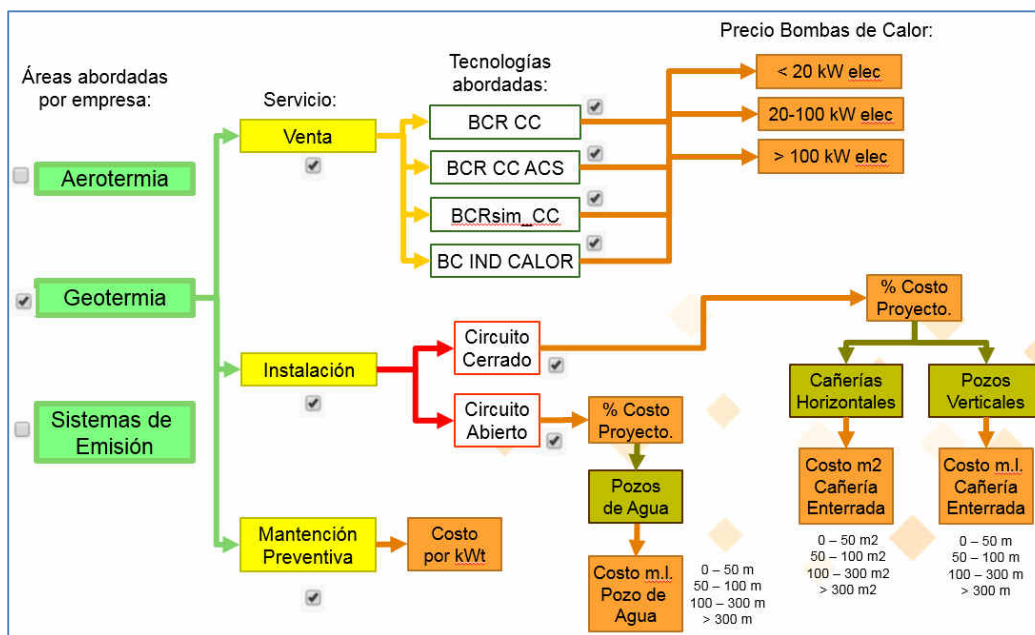 Precio Bombas de Calor:
Áreas abordadas
por empresa:
Servicio:
Tecnologías
abordadas:
< 20 kW elec
20-100 kW elec
> 100 kW elec
Venta
BCR CC
BCR CC ACS
BCRsim_CC
BC IND CALOR
Aerotermia
Geotermia
Sistemas de
Emisión
Instalación
Circuito
Cerrado
Circuito
Abierto
% Costo
Proyecto.
Cañerías
Horizontales
Pozos
Verticales
Costo m2
Cañería
Enterrada
Costo m.l.
Cañería
Enterrada
0 – 50 m2
50 – 100 m2
100 – 300 m2
> 300 m2
0 – 50 m
50 – 100 m
100 – 300 m
> 300 m
% Costo
Proyecto.
Pozos
de Agua
Costo m.l.
Pozo de
Agua
0 – 50 m
50 – 100 m
100 – 300 m
> 300 m
Mantención
Preventiva
Costo
por kWt